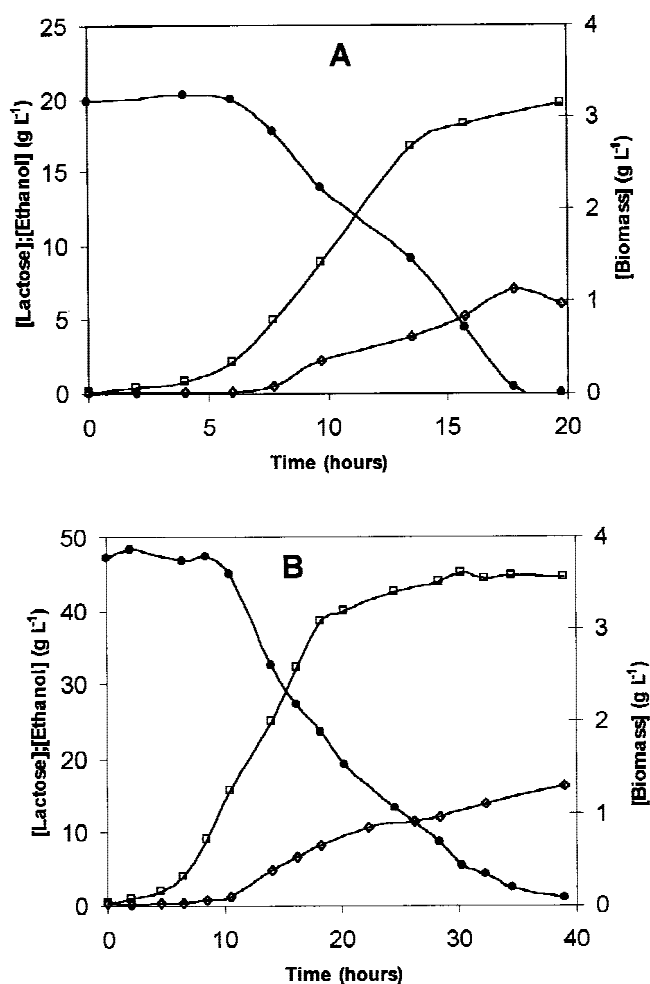 A
25
20
15
10
5
0
[Lactose];[Ethanol] (g L⁻¹)
4
3
2
1
0
[Biomass] (g L⁻¹)
0 5 10 15 20
Time (hours)
B
50
40
30
20
10
0
[Lactose];[Ethanol] (g L⁻¹)
4
3
2
1
0
[Biomass] (g L⁻¹)
0 10 20 30 40
Time (hours)